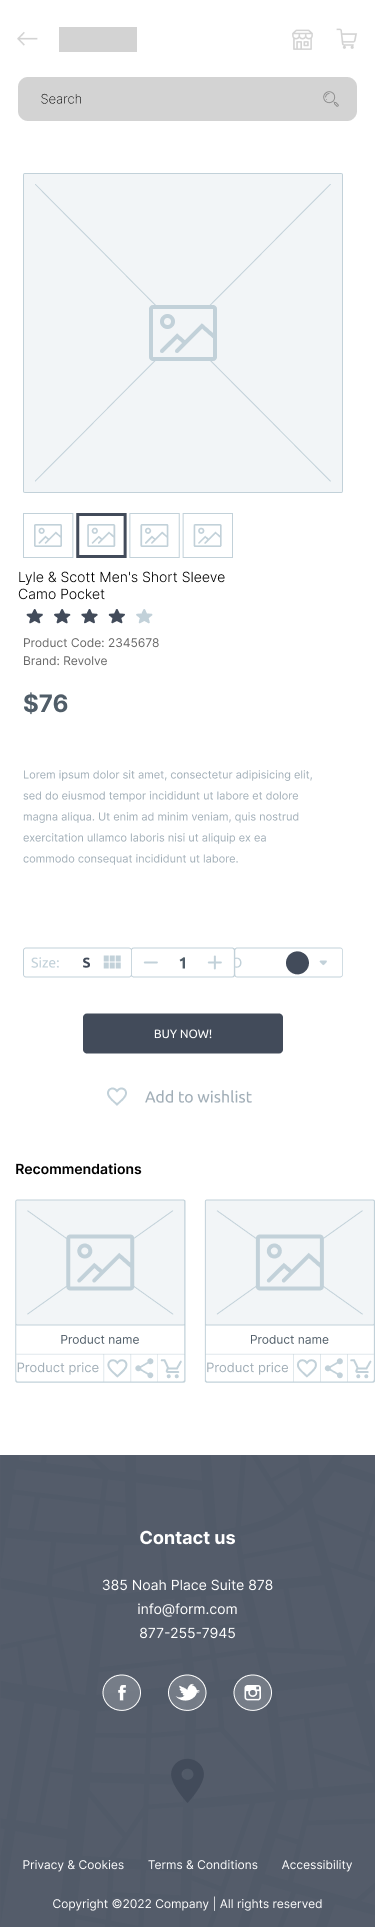 Search
Lyle & Scott Men's Short Sleeve
Camo Pocket
Product Code: 2345678
Brand: Revolve
$76
Lorem ipsum dolor sit amet, consectetur adipisicing elit,
sed do eiusmod tempor incididunt ut labore et dolore
magna aliqua. Ut enim ad minim veniam, quis nostrud
exercitation ullamco laboris nisi ut aliquip ex ea
commodo consequat incididunt ut labore.
Size: S 1
BUY NOW!
Add to wishlist
Recommendations
Product name Product name
Product price Product price
Contact us
385 Noah Place Suite 878
info@form.com
877-255-7945
Privacy & Cookies Terms & Conditions Accessibility
Copyright ©2022 Company | All rights reserved